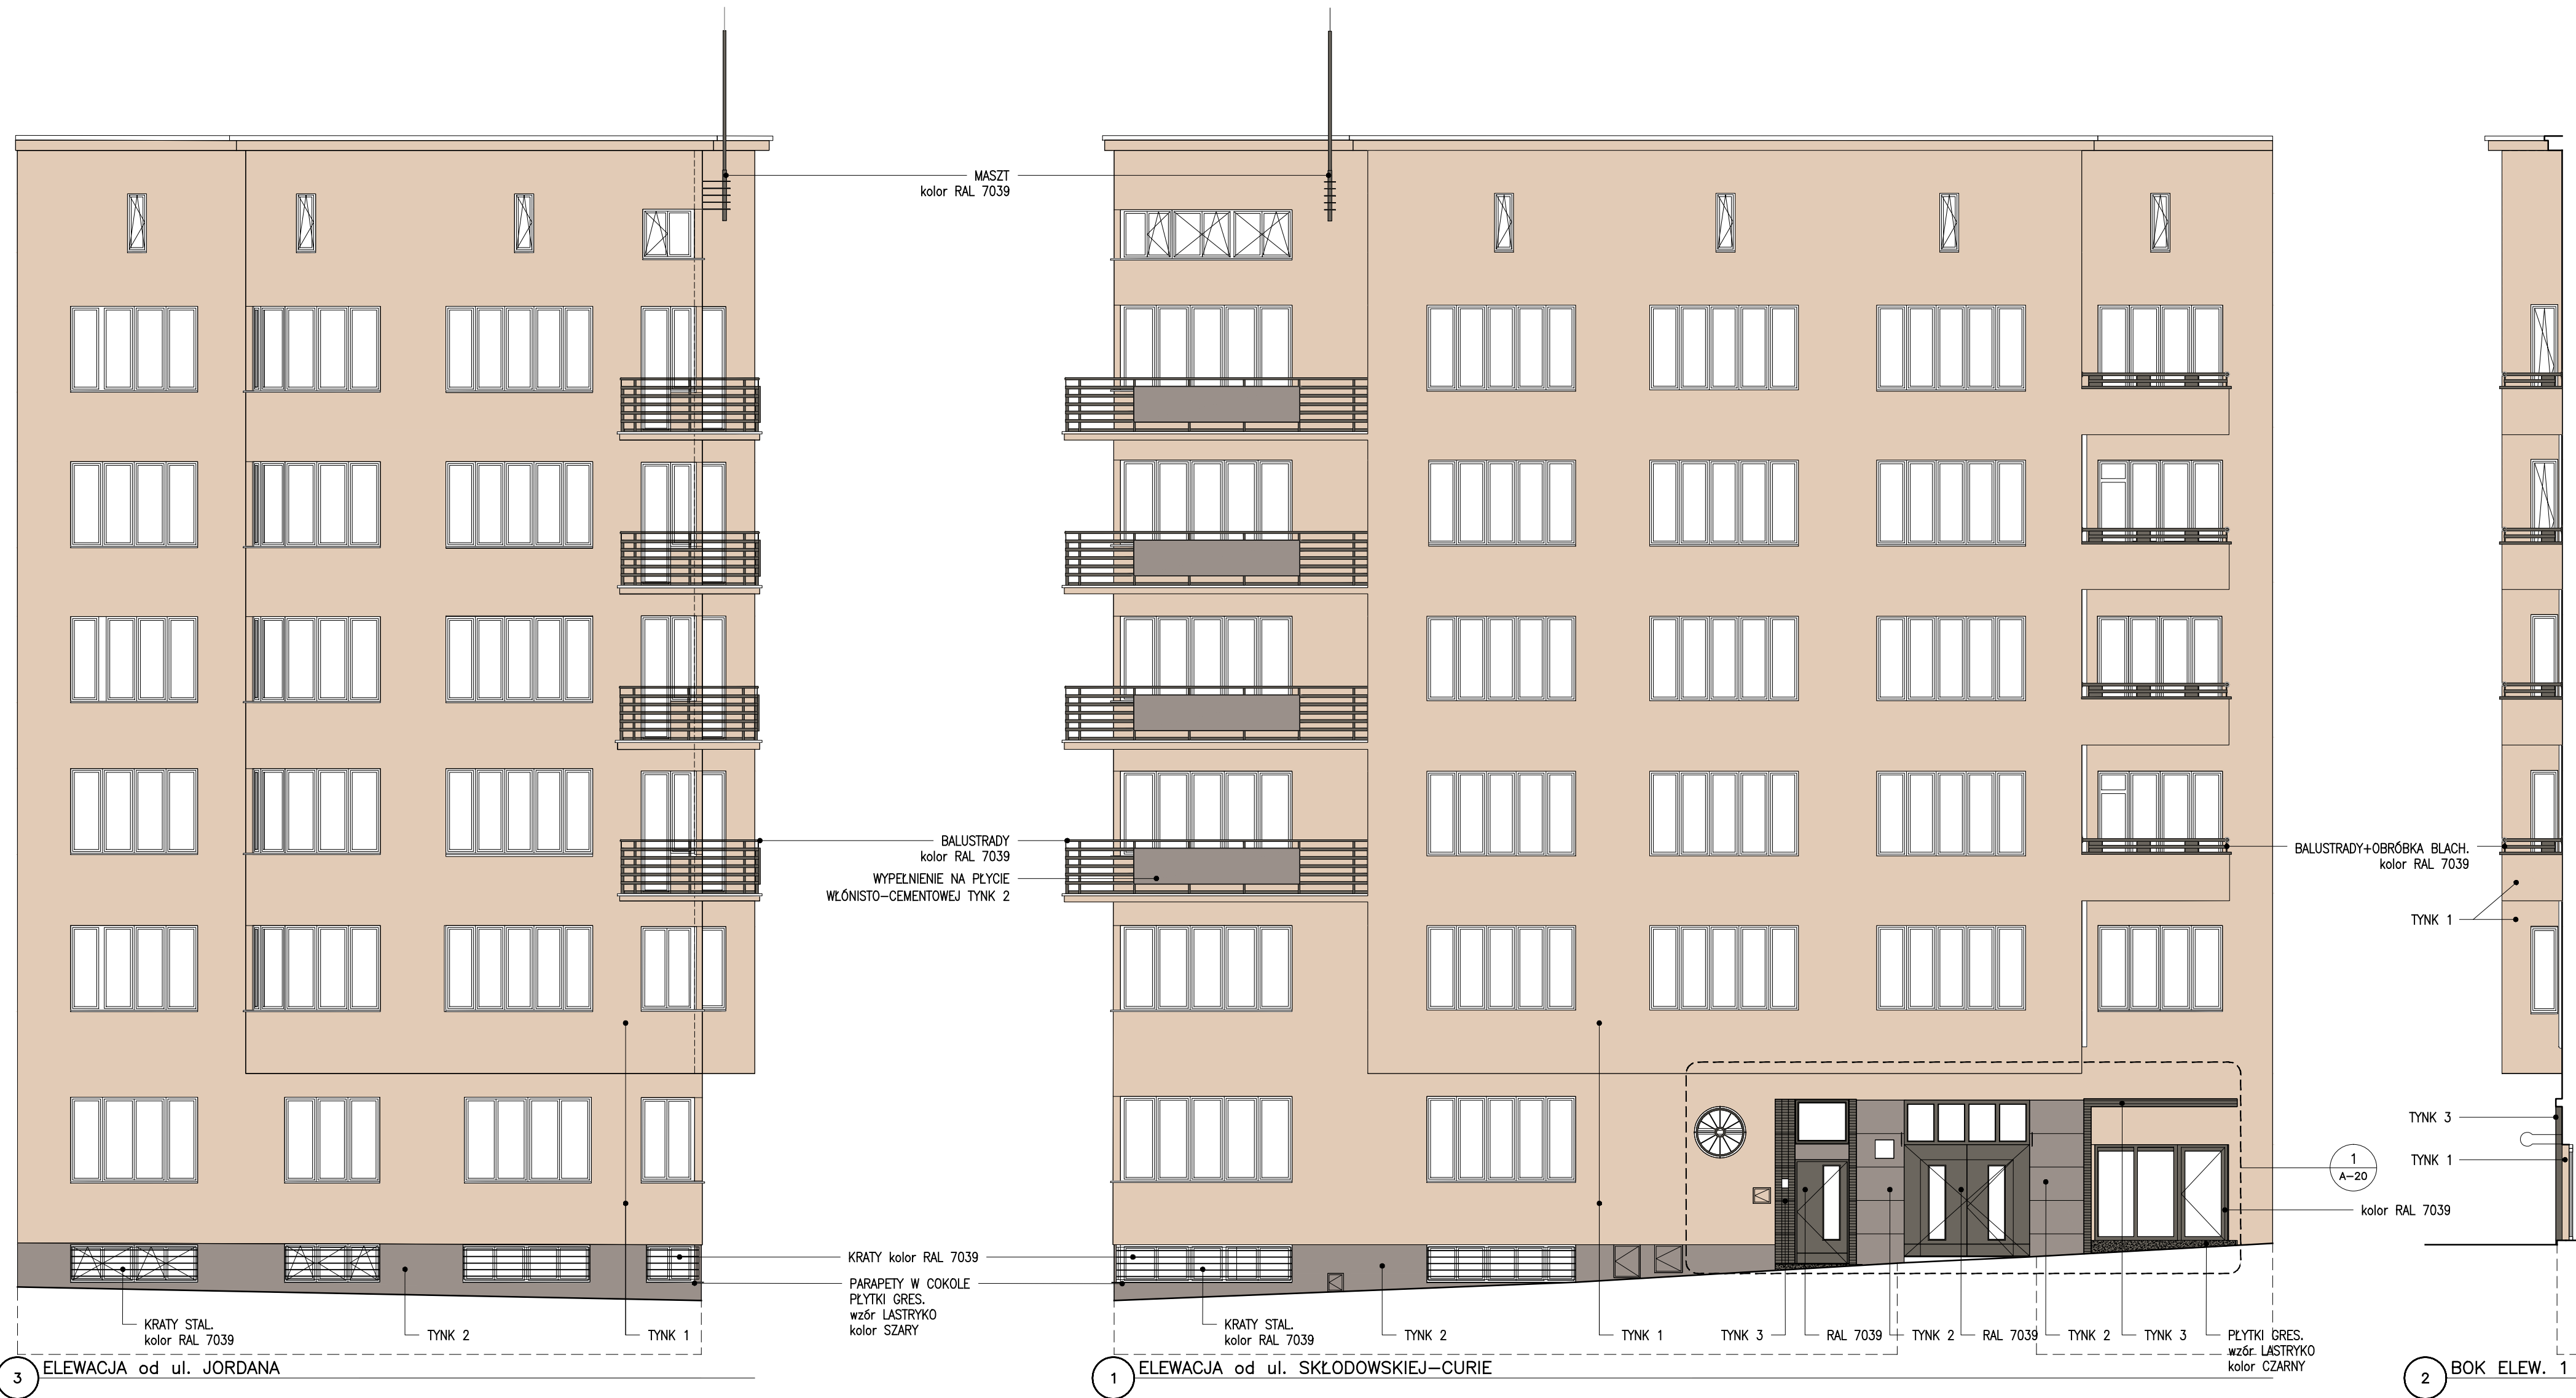 MASZT
kolor RAL 7039
BALUSTRADY
kolor RAL 7039
WYPEŁNIENIE NA PŁYCIE
WŁÓNISTO-CEMENTOWEJ TYNK 2
BALUSTRADY+OBRÓBKA BLACH.
kolor RAL 7039
TYNK 1
TYNK 3
TYNK 1
1
A-20
kolor RAL 7039
KRATY kolor RAL 7039
PARAPETY W COKOLE
PŁYTKI GRES.
wzór LASTRYKO
kolor SZARY
KRATY STAL.
kolor RAL 7039
TYNK 2
TYNK 1
KRATY STAL.
kolor RAL 7039
TYNK 2
TYNK 1
TYNK 3
RAL 7039
TYNK 2
RAL 7039
TYNK 2
TYNK 3
PŁYTKI GRES.
wzór LASTRYKO
kolor CZARNY
3 ELEWACJA od ul. JORDANA
1 ELEWACJA od ul. SKŁODOWSKIEJ-CURIE
2 BOK ELEW. 1